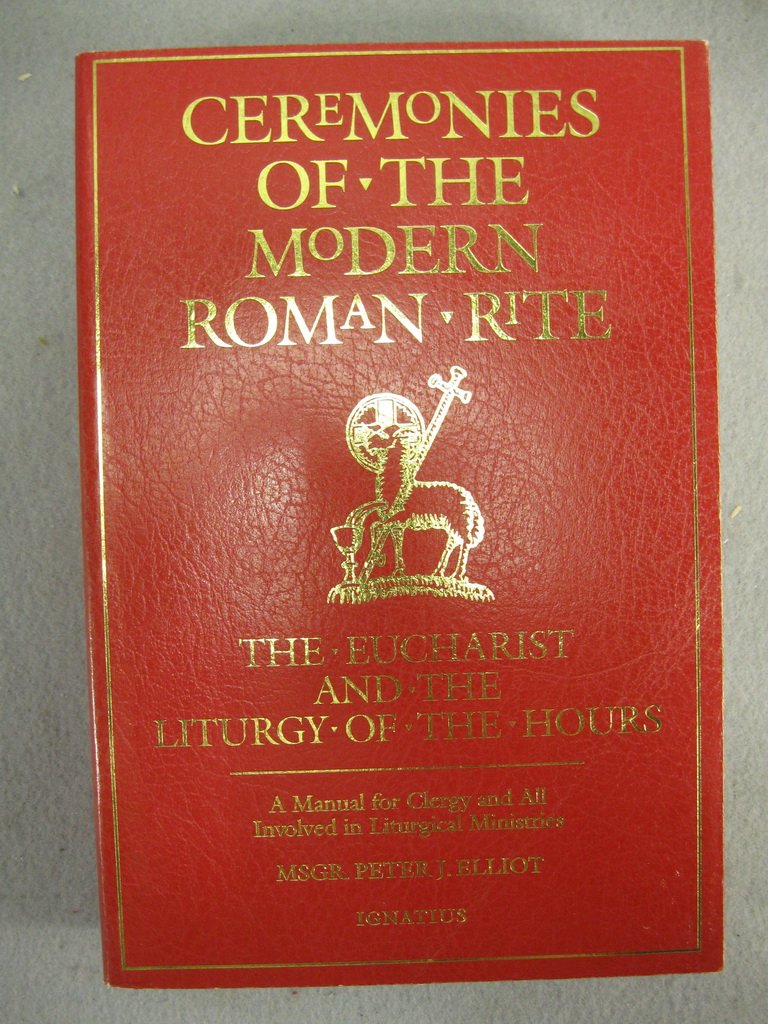 CEREMONIES
OF · THE
MODERN
ROMAN · RITE
THE · EUCHARIST
AND · THE
LITURGY · OF · THE · HOURS
A Manual for Clergy and All
Involved in Liturgical Ministries
MSGR. PETER J. ELLIOT
IGNATIUS